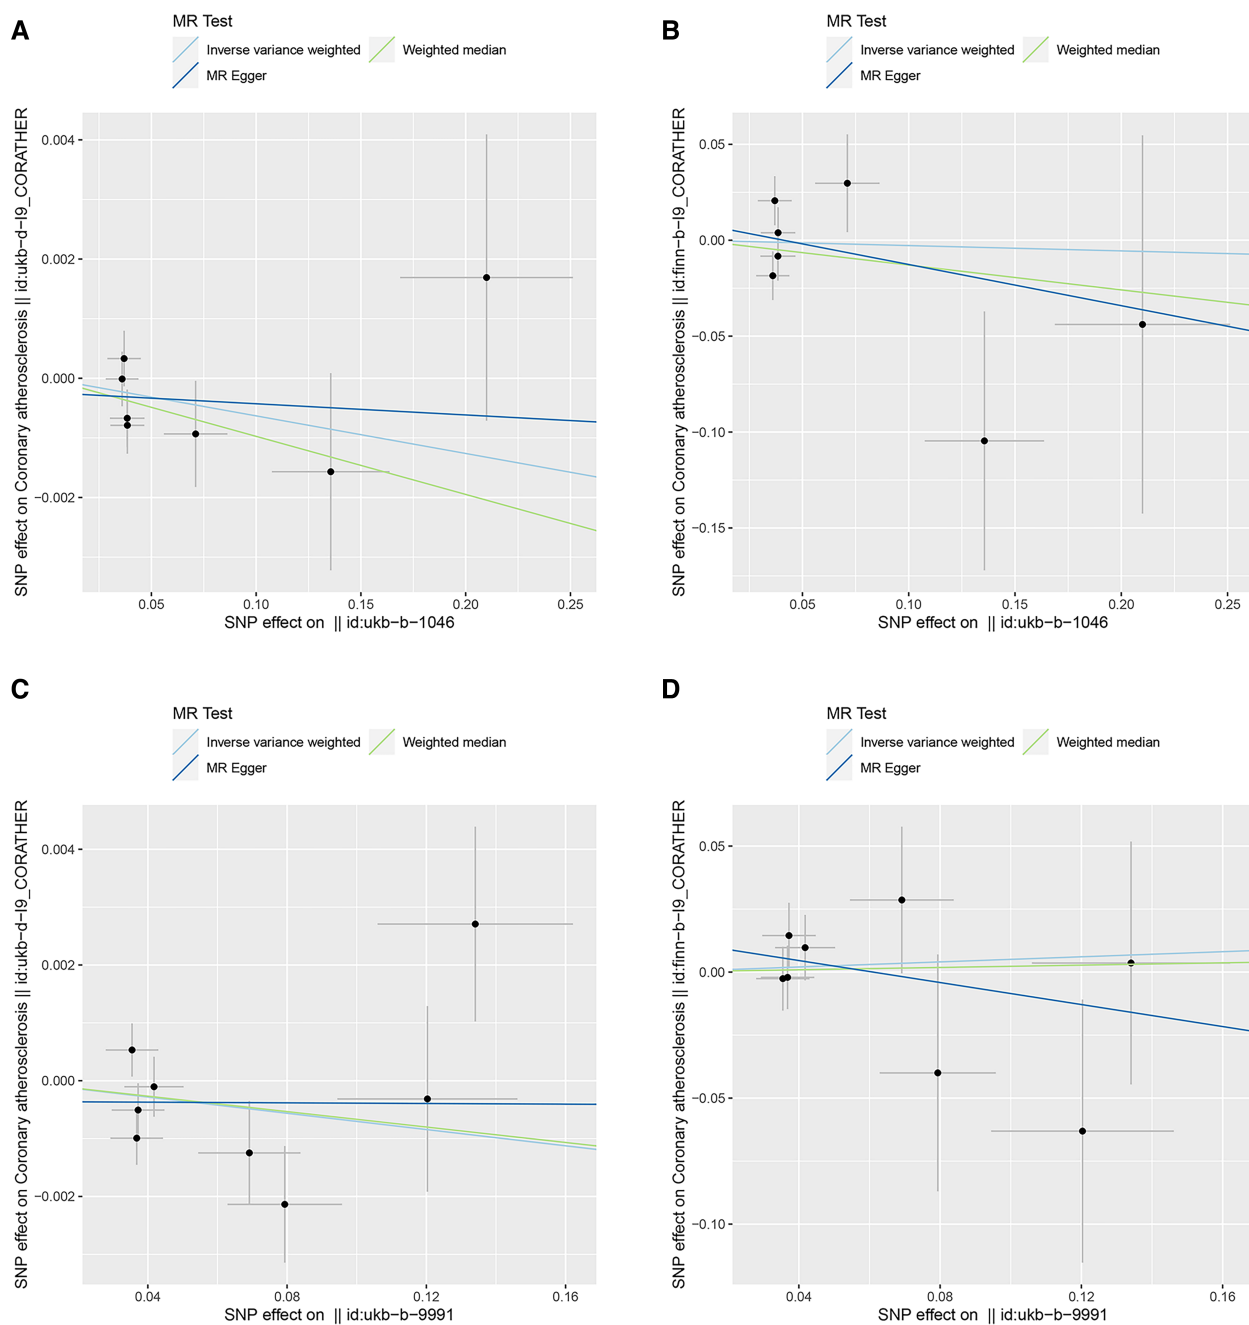 A
MR Test
Inverse variance weighted
Weighted median
MR Egger
SNP effect on Coronary atherosclerosis || id:ukb−d−I9_CORATHER
0.004
0.002
0.000
−0.002
0.05 0.10 0.15 0.20 0.25
SNP effect on || id:ukb−b−1046
B
MR Test
Inverse variance weighted
Weighted median
MR Egger
SNP effect on Coronary atherosclerosis || id:finn−b−I9_CORATHER
0.05
0.00
−0.05
−0.10
−0.15
0.05 0.10 0.15 0.20 0.25
SNP effect on || id:ukb−b−1046
C
MR Test
Inverse variance weighted
Weighted median
MR Egger
SNP effect on Coronary atherosclerosis || id:ukb−d−I9_CORATHER
0.004
0.002
0.000
−0.002
0.04 0.08 0.12 0.16
SNP effect on || id:ukb−b−9991
D
MR Test
Inverse variance weighted
Weighted median
MR Egger
SNP effect on Coronary atherosclerosis || id:finn−b−I9_CORATHER
0.05
0.00
−0.05
−0.10
0.04 0.08 0.12 0.16
SNP effect on || id:ukb−b−9991